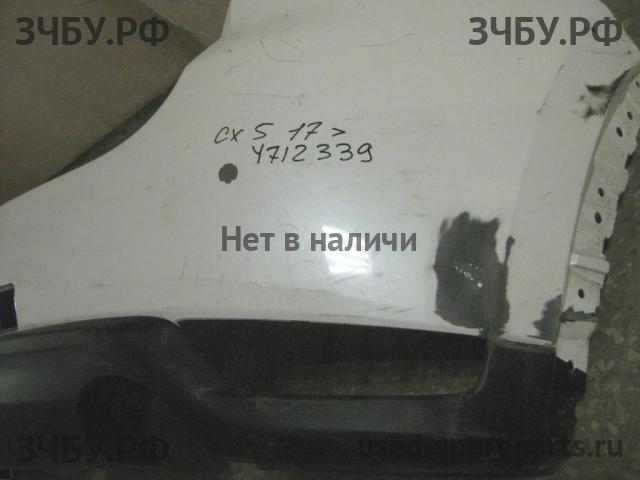 ЗЧБУ.РФ ЗЧБУ.РФ
CX 5 17 >
4712339
Нет в наличи
ЗЧБУ.РФ used-spareparts.ru